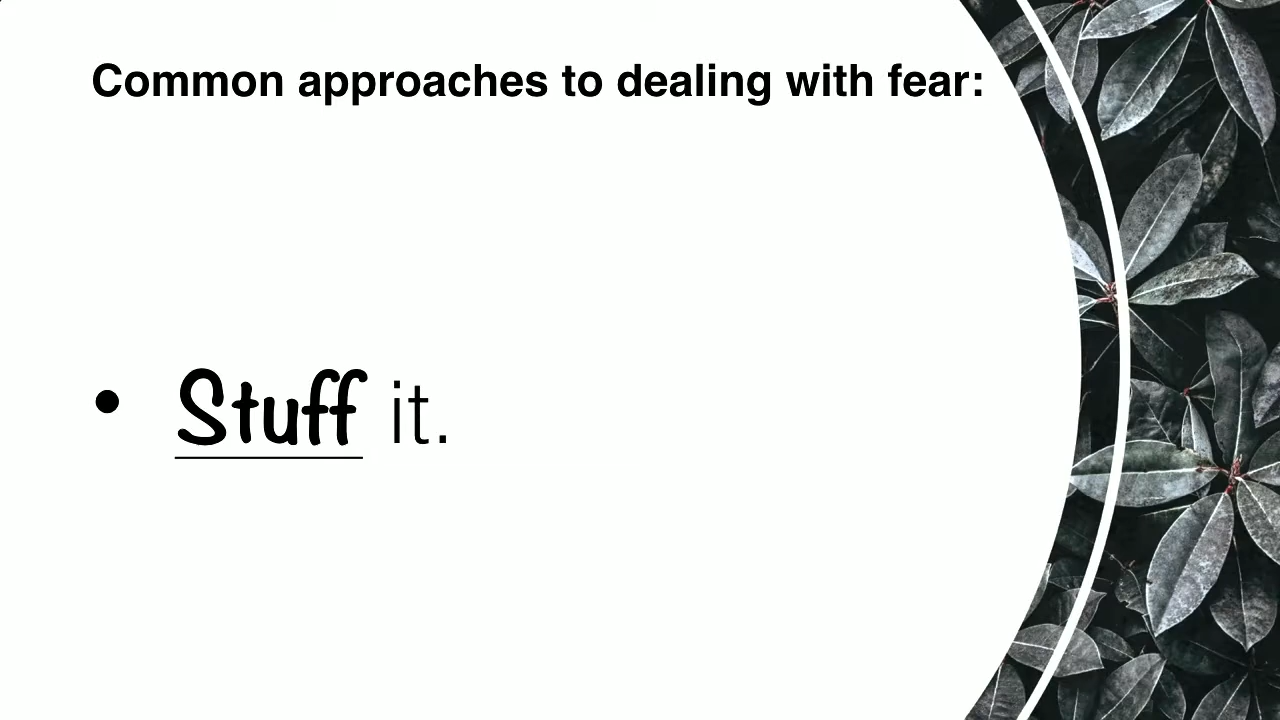 Common approaches to dealing with fear:
• Stuff it.